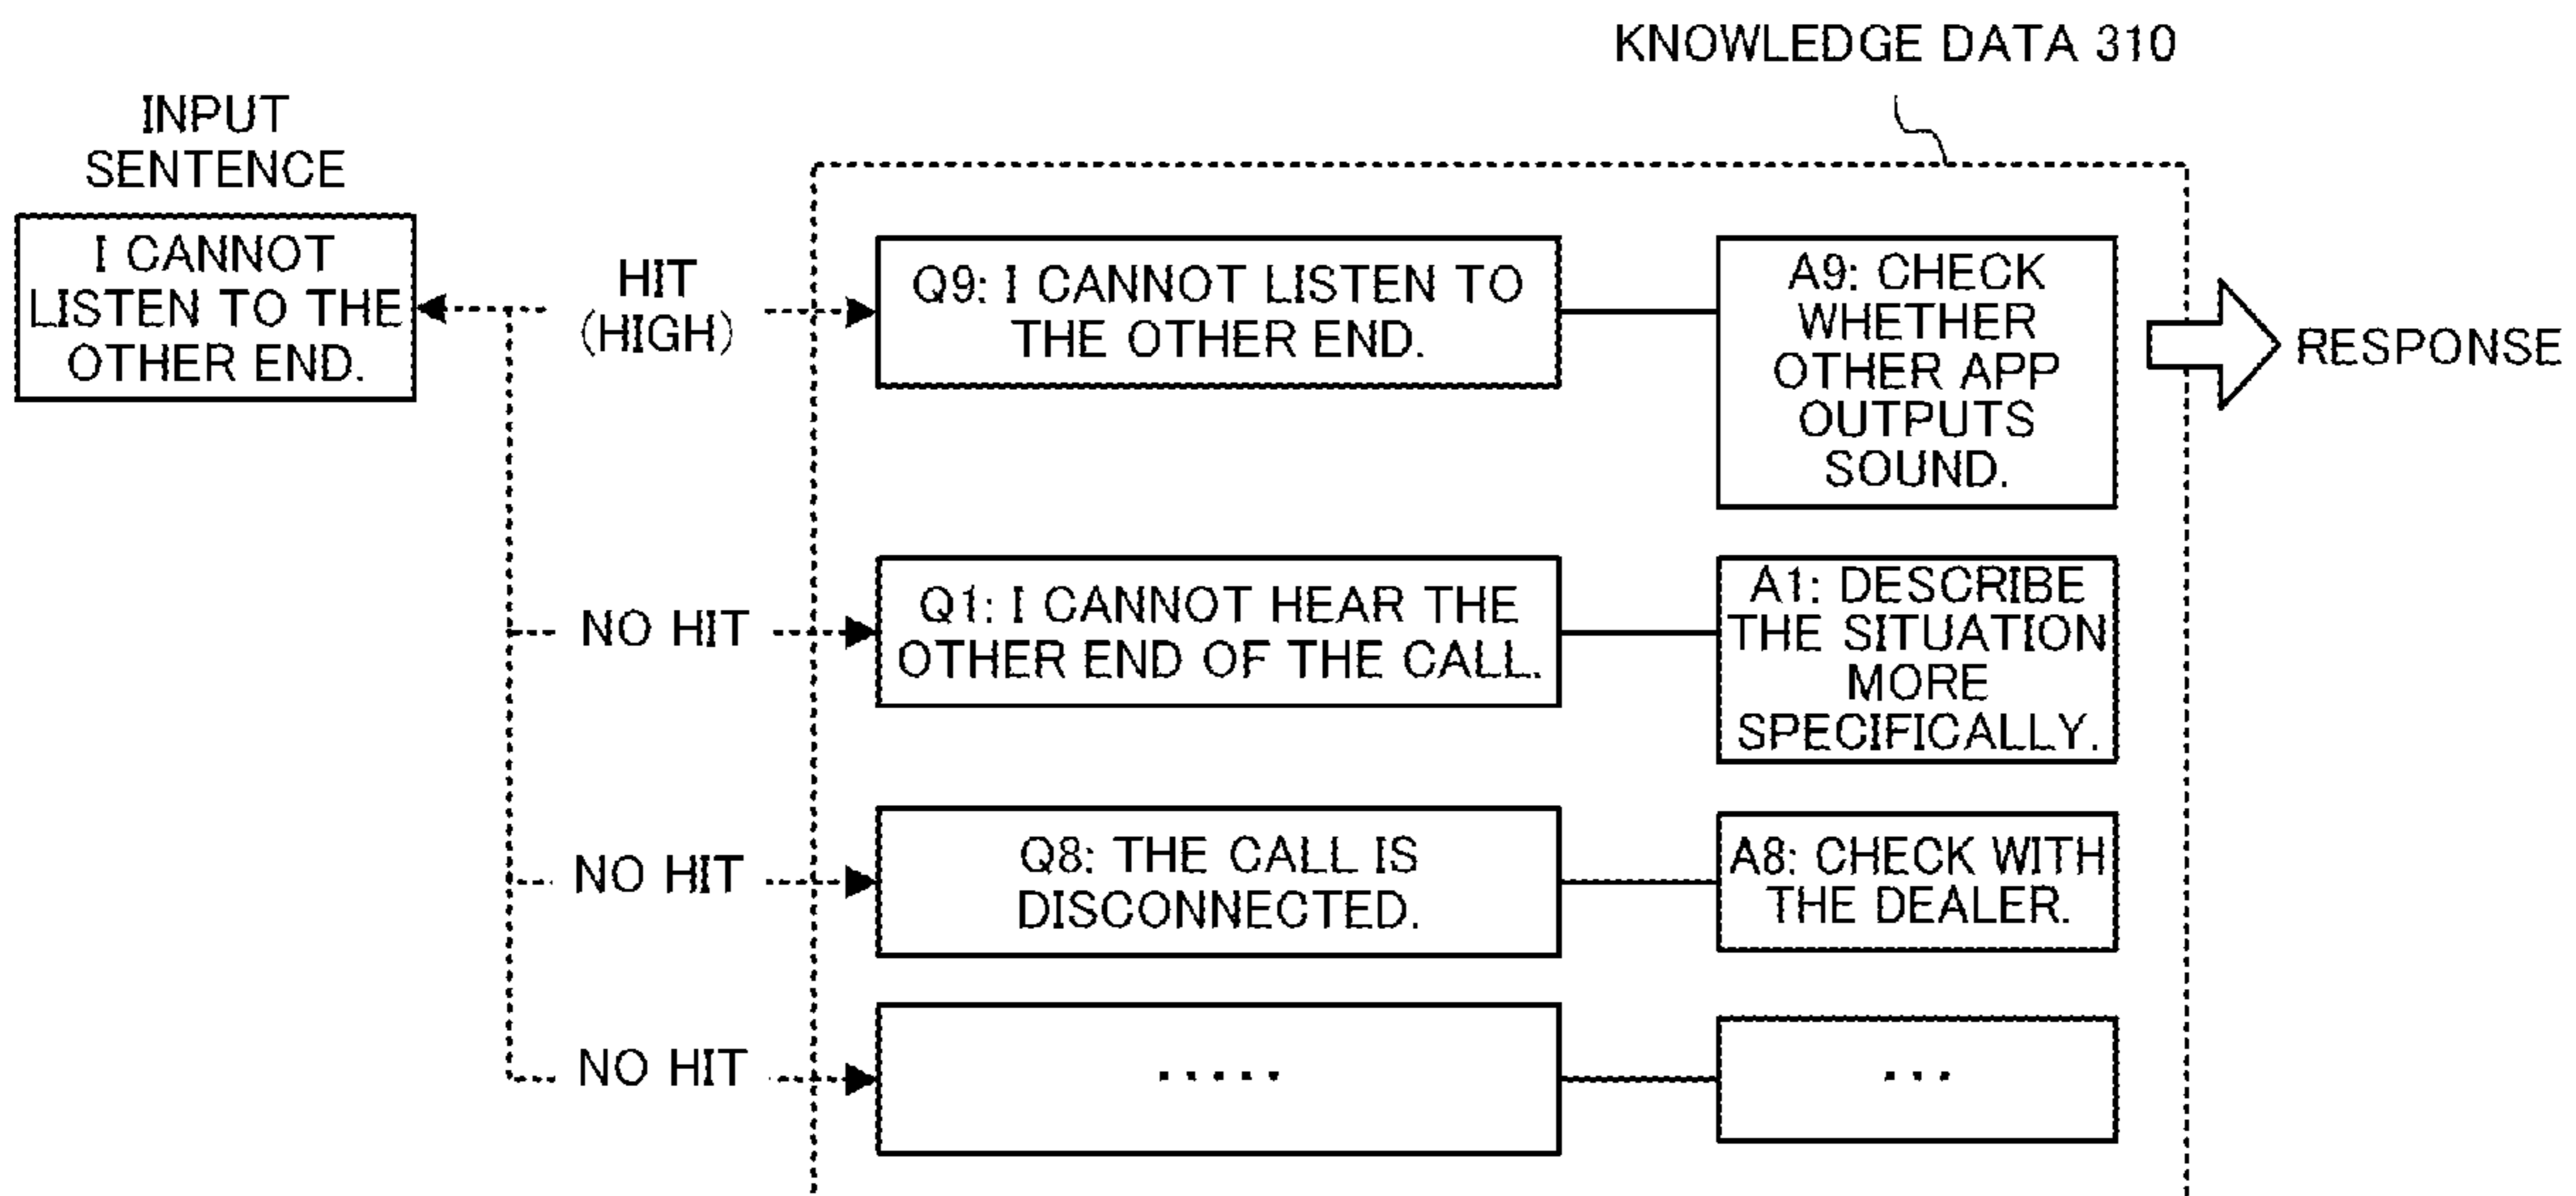 KNOWLEDGE DATA 310
INPUT
SENTENCE
I CANNOT
LISTEN TO THE
OTHER END.
HIT
(HIGH)
Q9: I CANNOT LISTEN TO
THE OTHER END.
A9: CHECK
WHETHER
OTHER APP
OUTPUTS
SOUND.
RESPONSE
NO HIT
Q1: I CANNOT HEAR THE
OTHER END OF THE CALL.
A1: DESCRIBE
THE SITUATION
MORE
SPECIFICALLY.
NO HIT
Q8: THE CALL IS
DISCONNECTED.
A8: CHECK WITH
THE DEALER.
NO HIT
.....
...